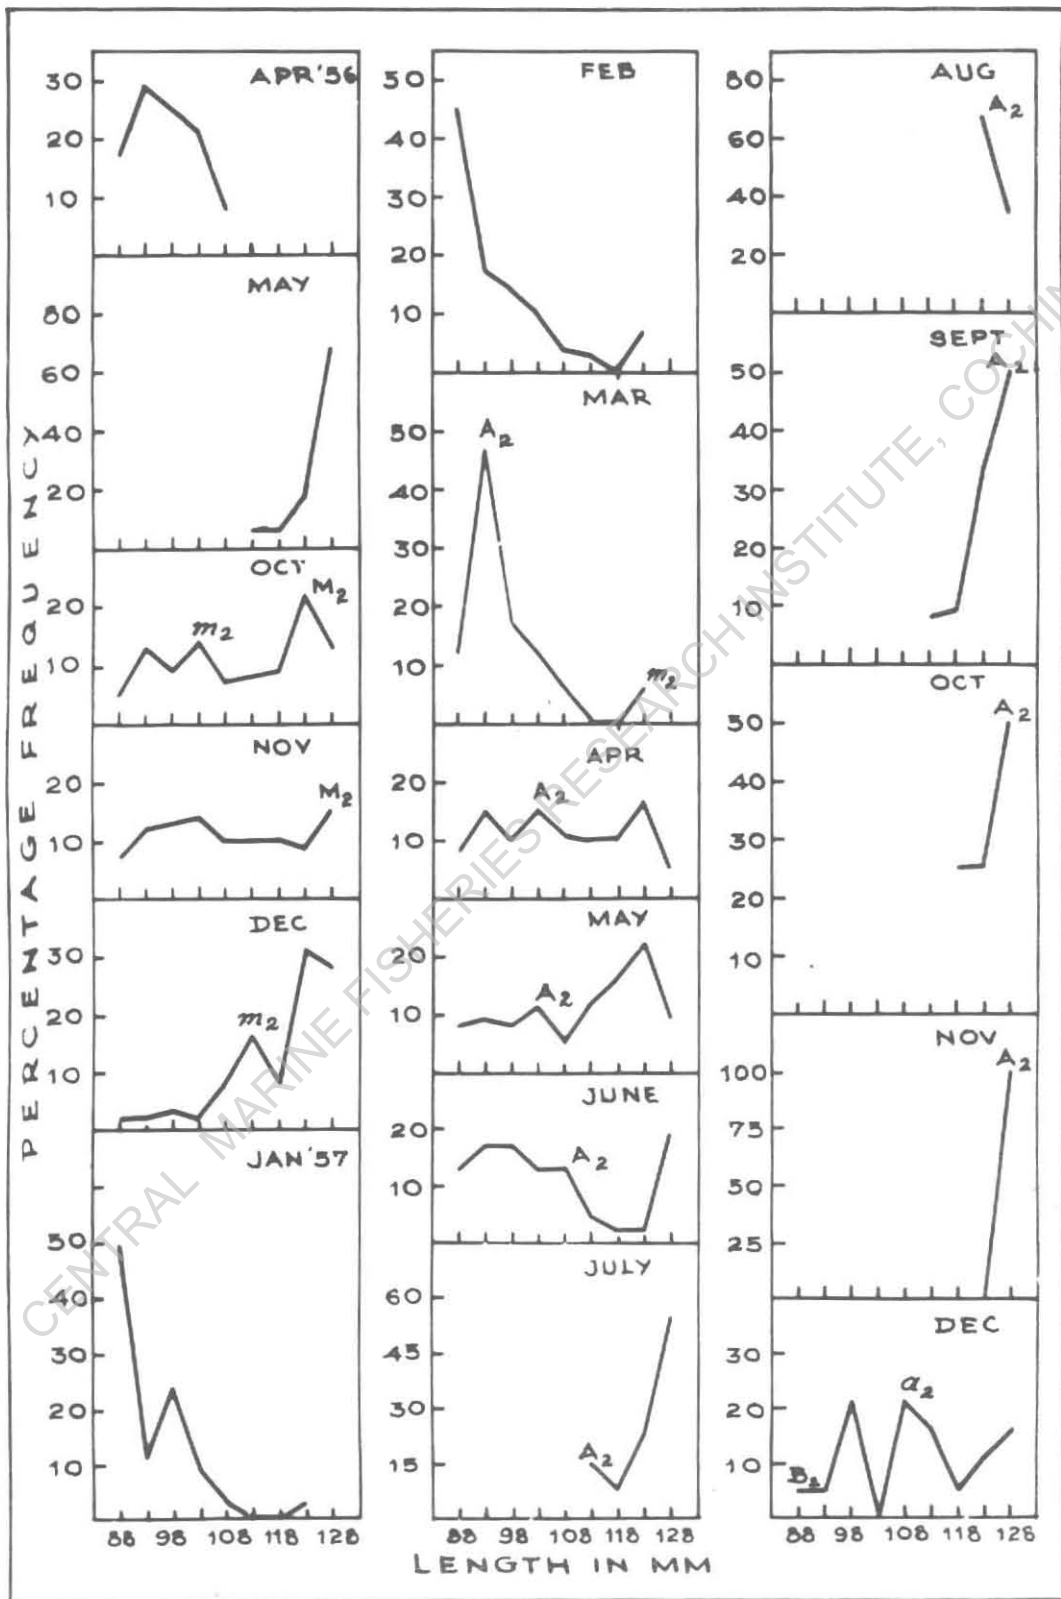 PERCENTAGE FREQUENCY
APR '56
30
20
10
MAY
80
60
40
20
OCT
20
10
m2
M2
NOV
20
10
M2
DEC
30
20
10
m2
JAN '57
50
40
30
20
10
88 98 108 118 128
FEB
50
40
30
20
10
MAR
50
40
30
20
10
A2
m2
APR
20
10
A2
MAY
20
10
A2
JUNE
20
10
A2
JULY
60
45
30
15
A2
88 98 108 118 128
LENGTH IN MM
AUG
80
60
40
20
A2
SEPT
50
40
30
20
10
A2
OCT
50
40
30
20
10
A2
NOV
100
75
50
25
A2
DEC
30
20
10
B2
a2
88 98 108 118 128
CENTRAL MARINE FISHERIES RESEARCH INSTITUTE, COCHIN